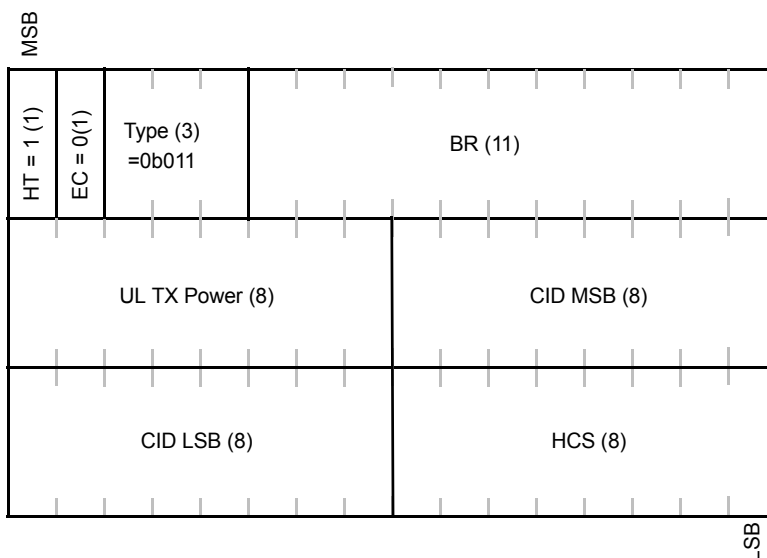 MSB
HT = 1 (1)
EC = 0(1)
Type (3)
=0b011
BR (11)
UL TX Power (8)
CID MSB (8)
CID LSB (8)
HCS (8)
LSB